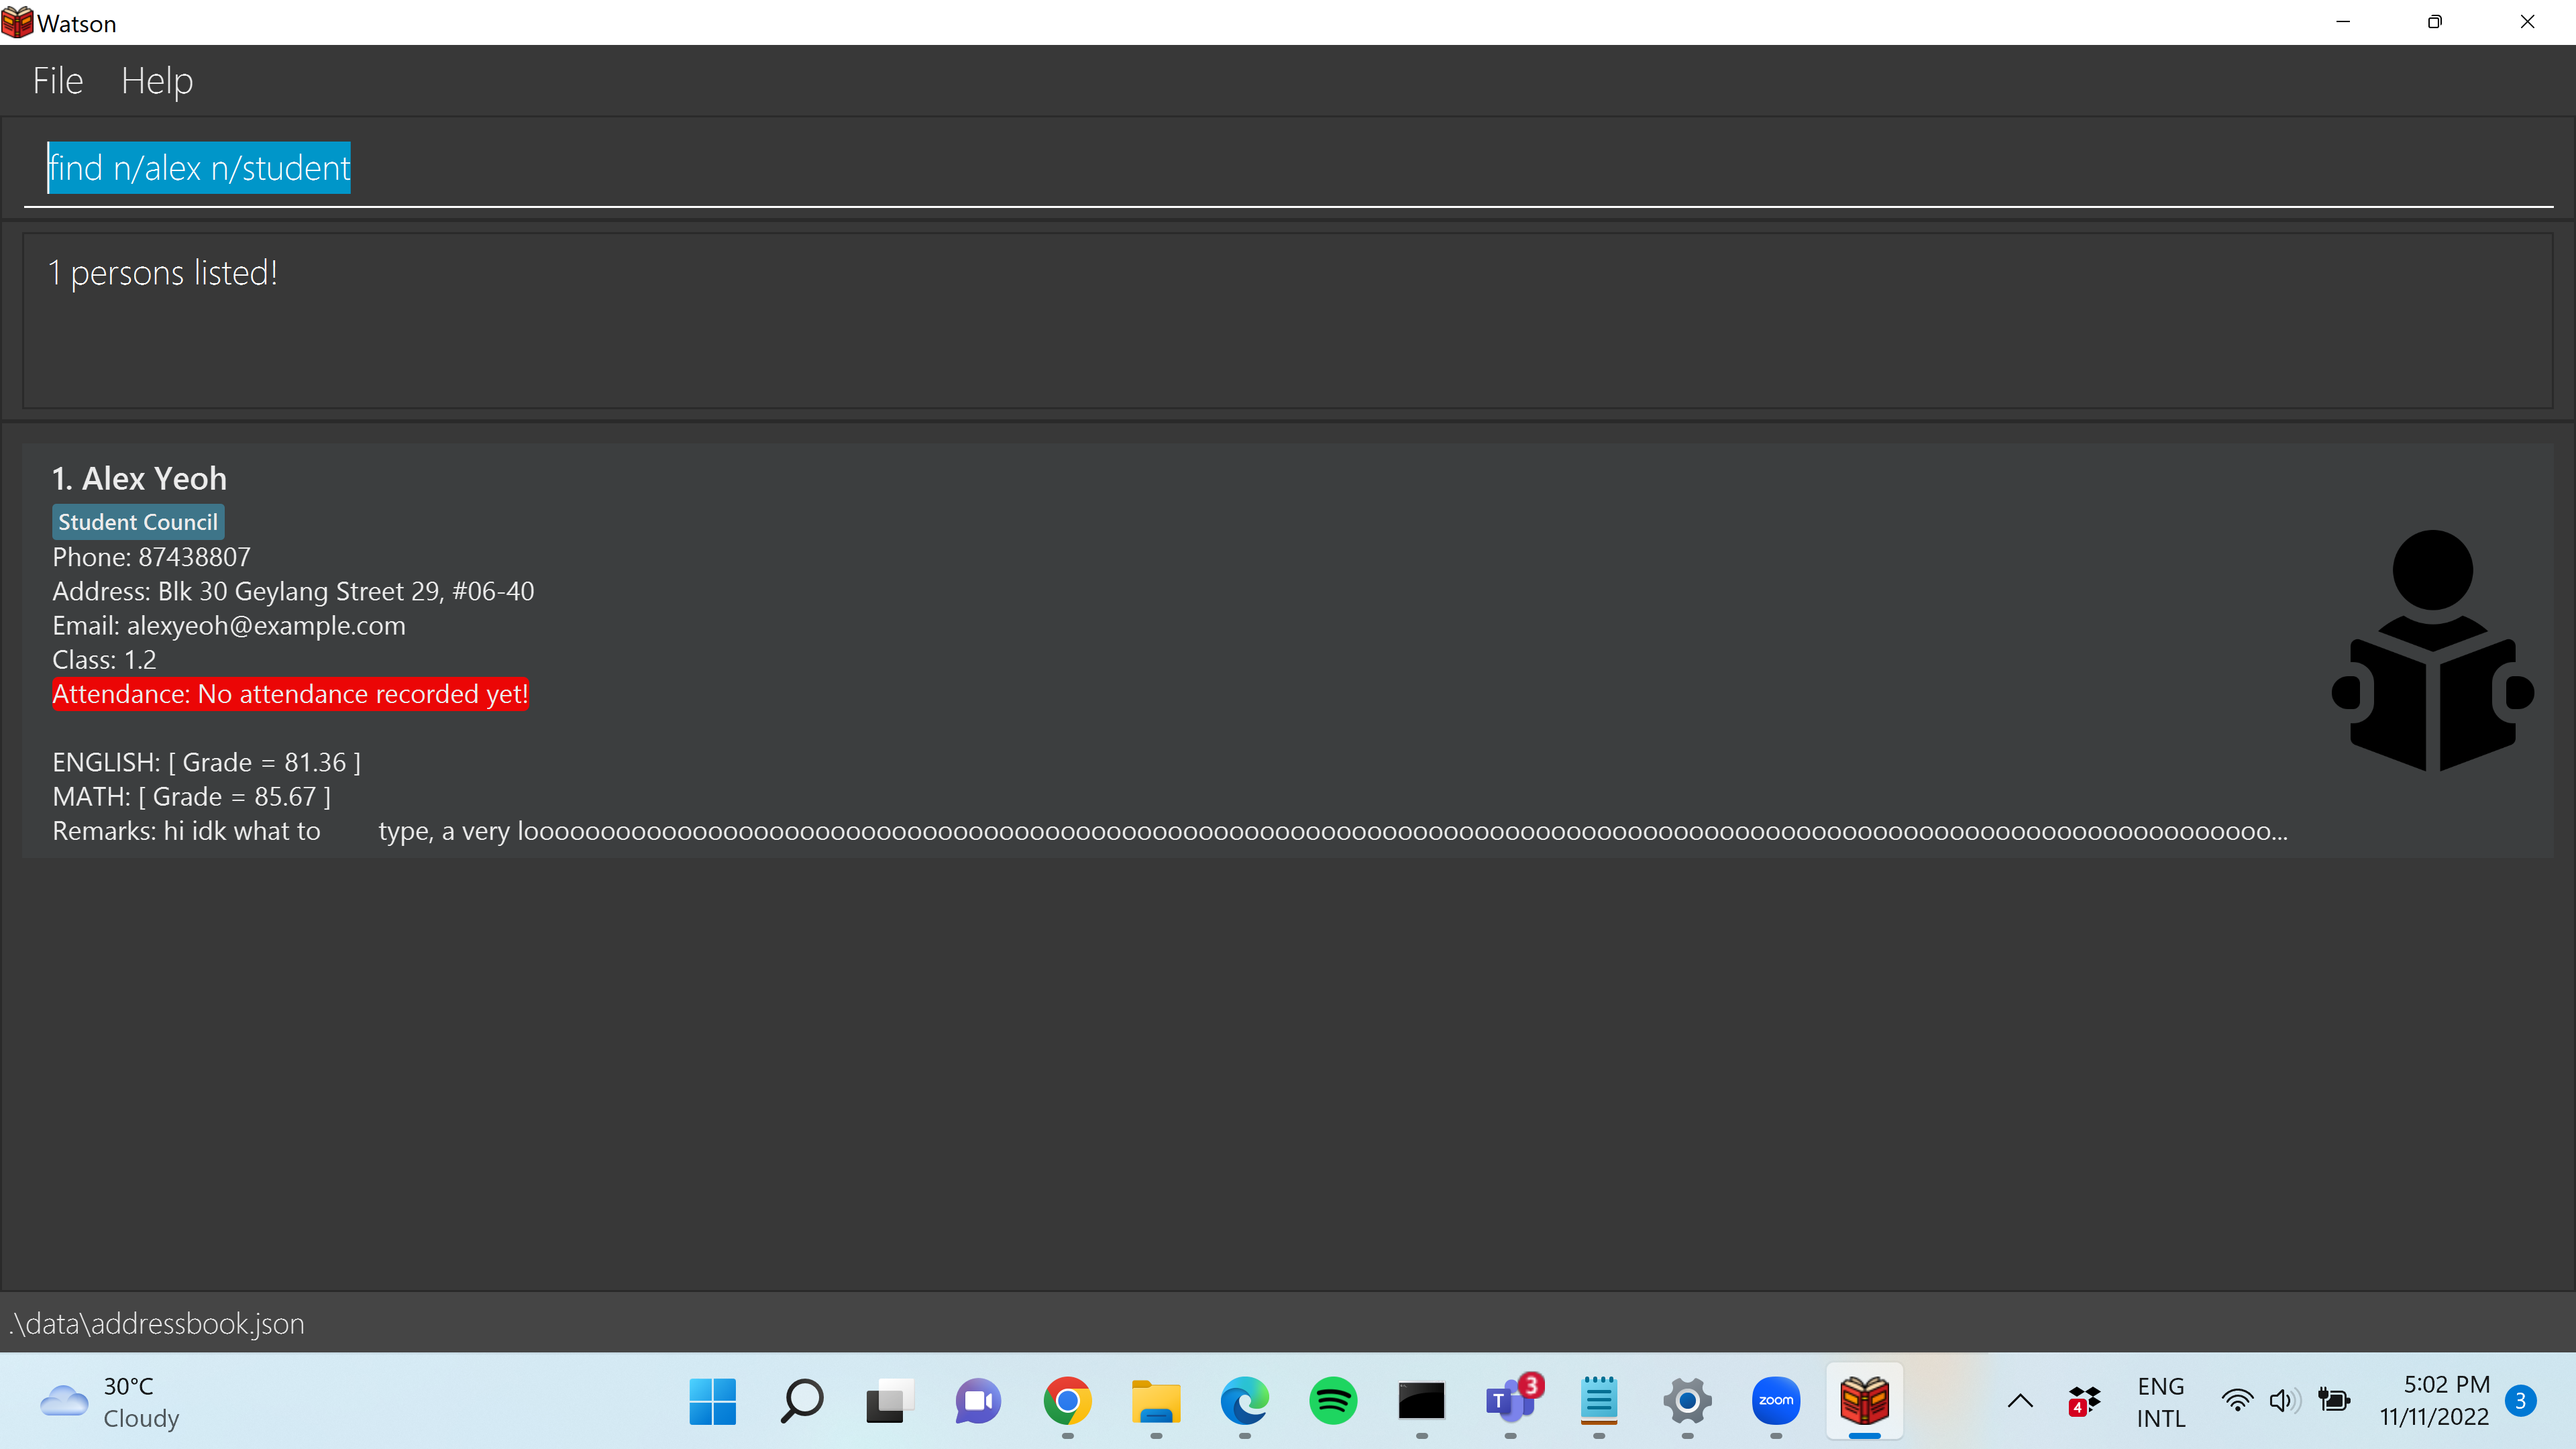 Watson
File Help
find n/alex n/student
1 persons listed!
1. Alex Yeoh
Student Council
Phone: 87438807
Address: Blk 30 Geylang Street 29, #06-40
Email: alexyeoh@example.com
Class: 1.2
Attendance: No attendance recorded yet!
ENGLISH: [ Grade = 81.36 ]
MATH: [ Grade = 85.67 ]
Remarks: hi idk what to type, a very looooooooooooooooooooooooooooooooooooooooooooooooooooooooooooooooooooooooooooooooooooooooooooooooooooooooooooooooooo...
.\data\addressbook.json
30°C
Cloudy
T
3
zoom
4
ENG
INTL
5:02 PM
11/11/2022
3